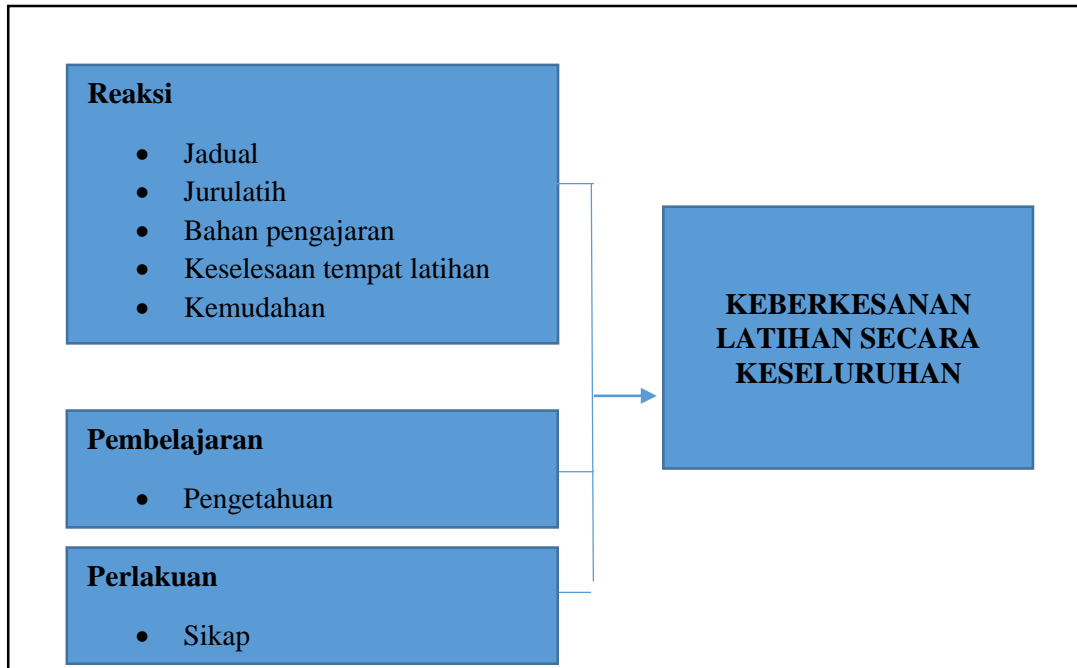 Reaksi
• Jadual
• Jurulatih
• Bahan pengajaran
• Keselesaan tempat latihan
• Kemudahan
KEBERKESANAN
LATIHAN SECARA
KESELURUHAN
Pembelajaran
• Pengetahuan
Perlakuan
• Sikap